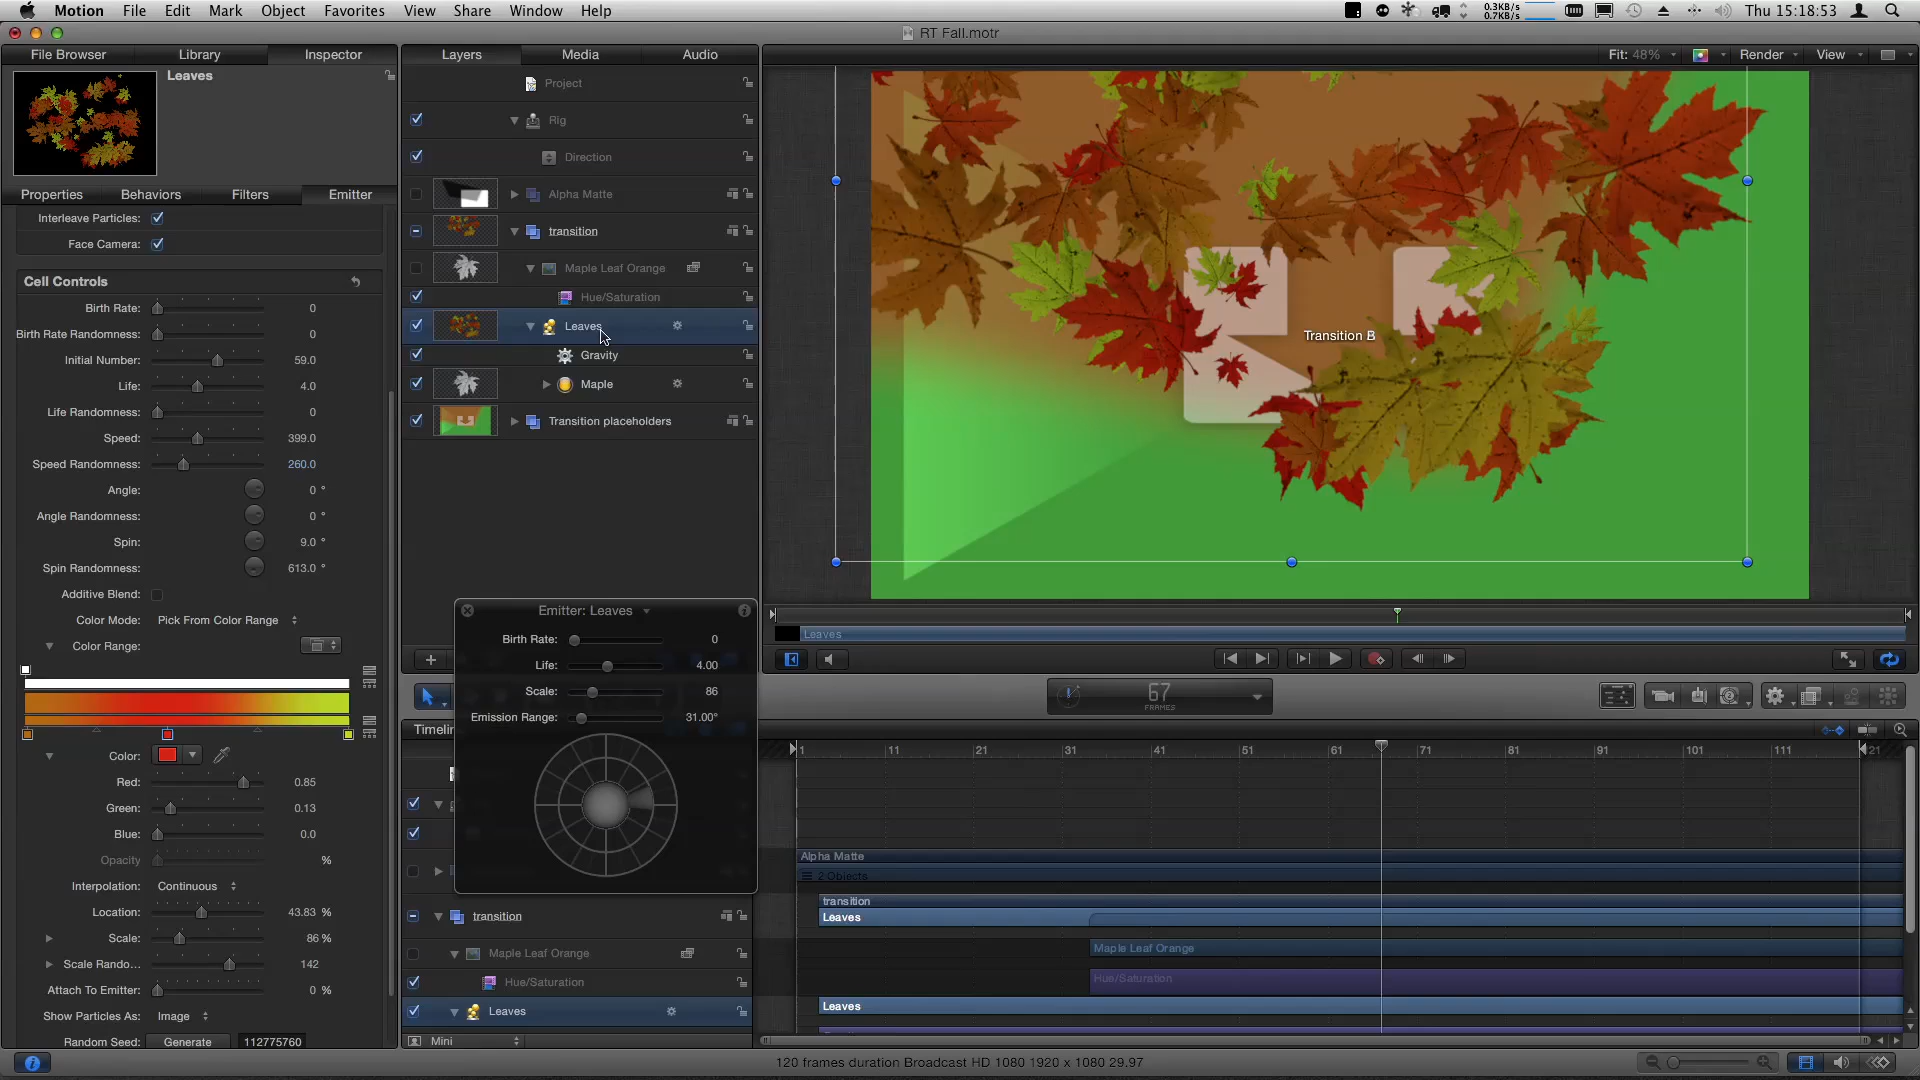 Motion File Edit Mark Object Favorites View Share Window Help
0.3KB/s
0.7KB/s
Thu 15:18:53
RT Fall.motr
File Browser Library Inspector
Layers Media Audio
Fit: 48% Render View
Leaves
Properties Behaviors Filters Emitter
Interleave Particles:
Face Camera:
Cell Controls
Birth Rate: 0
Birth Rate Randomness: 0
Initial Number: 59.0
Life: 4.0
Life Randomness: 0
Speed: 399.0
Speed Randomness: 260.0
Angle: 0 °
Angle Randomness: 0 °
Spin: 9.0 °
Spin Randomness: 613.0 °
Additive Blend:
Color Mode: Pick From Color Range
Color Range:
Color:
Red: 0.85
Green: 0.13
Blue: 0.0
Opacity %
Interpolation: Continuous
Location: 43.83 %
Scale: 86 %
Scale Rando... 142
Attach To Emitter: 0 %
Show Particles As: Image
Random Seed: Generate 112775760
Project
Rig
Direction
Alpha Matte
transition
Maple Leaf Orange
Hue/Saturation
Leaves
Gravity
Maple
Transition placeholders
Transition B
Leaves
67
FRAMES
Emitter: Leaves
Birth Rate: 0
Life: 4.00
Scale: 86
Emission Range: 31.00°
Timelin
1 11 21 31 41 51 61 71 81 91 101 111 121
Alpha Matte
2 Objects
transition
Leaves
Maple Leaf Orange
Hue/Saturation
Leaves
transition
Maple Leaf Orange
Hue/Saturation
Leaves
Mini
120 frames duration Broadcast HD 1080 1920 x 1080 29.97